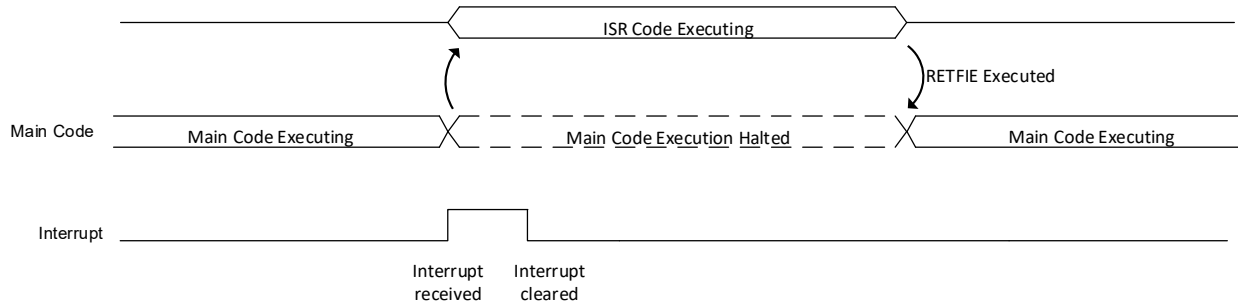 ISR Code Executing
RETFIE Executed
Main Code
Main Code Executing
Main Code Execution Halted
Main Code Executing
Interrupt
Interrupt
received
Interrupt
cleared